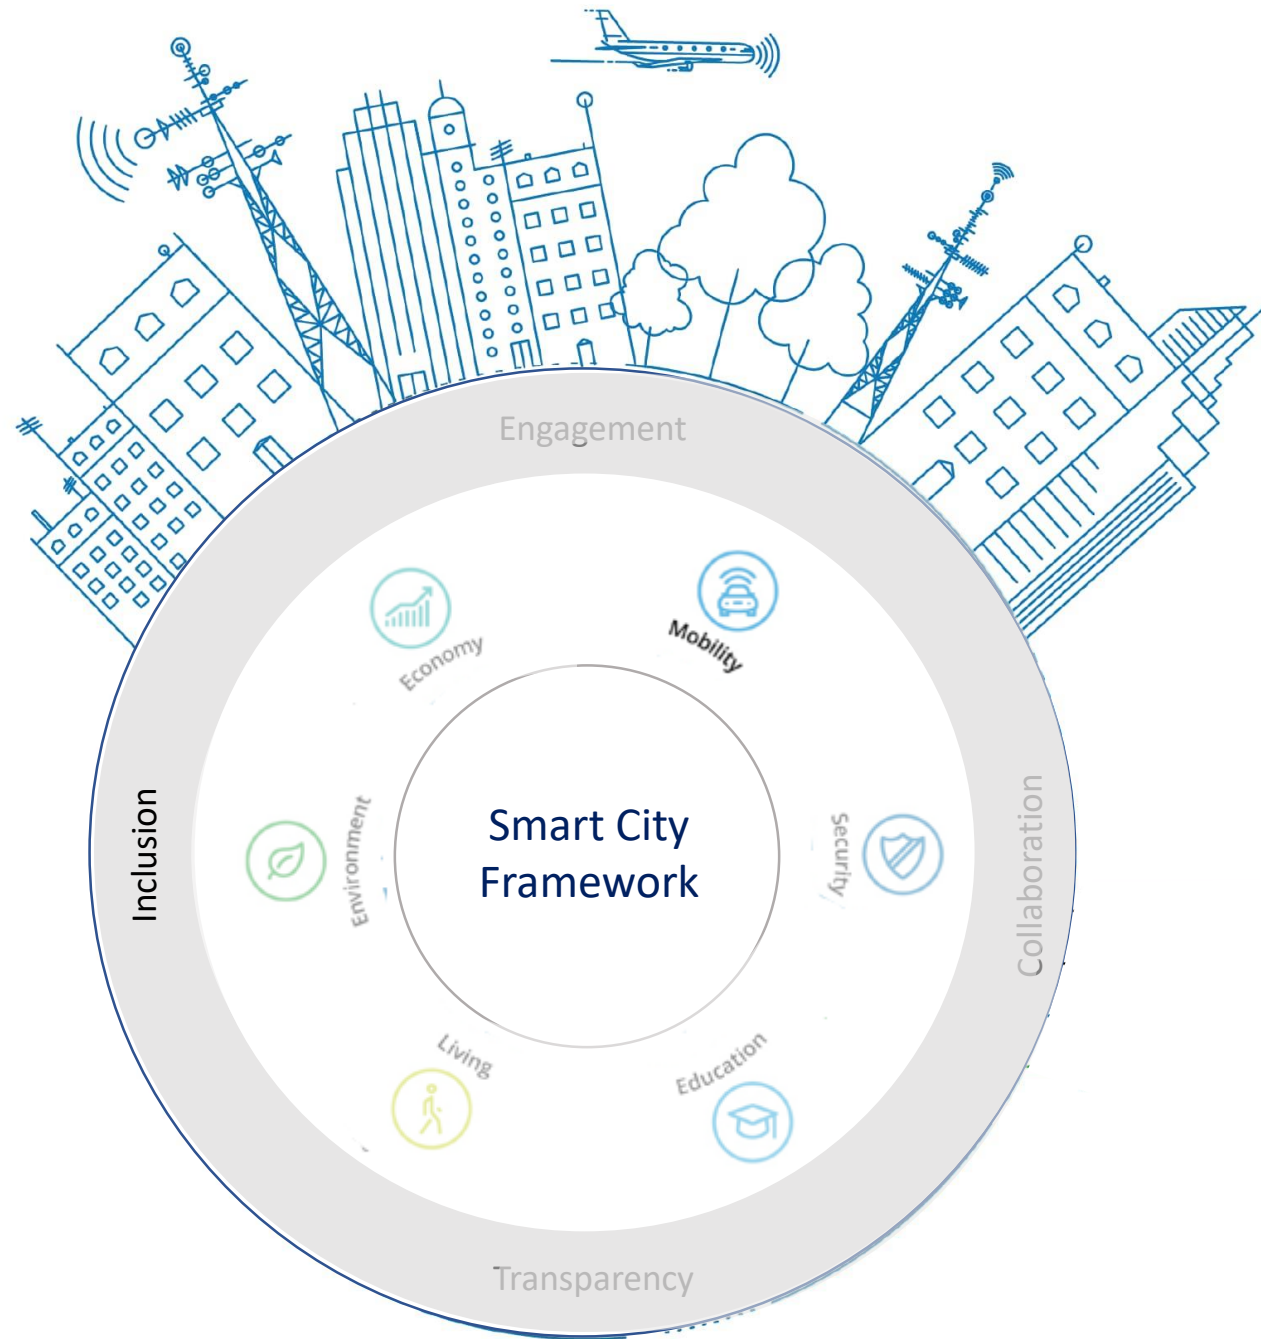 Engagement
Economy
Mobility
Inclusion
Environment
Smart City
Framework
Security
Collaboration
Living
Education
Transparency